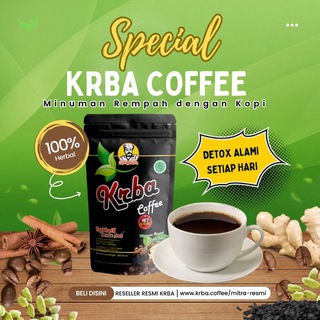 Special
KRBA COFFEE
Minuman Rempah dengan Kopi
100%
Herbal
DETOX ALAMI
SETIAP HARI
Krba
Coffee
BELI DISINI
RESELLER RESMI KRBA | www.krba.coffee/mitra-resmi